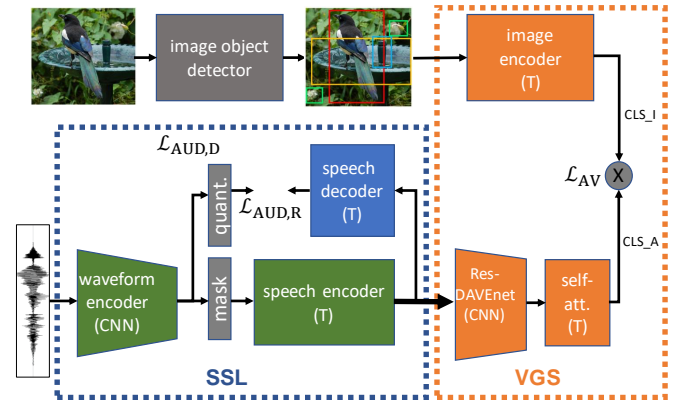 image object
detector
image
encoder
(T)
CLS_I
ℒAUD,D
quant.
speech
decoder
(T)
ℒAV
X
ℒAUD,R
CLS_A
waveform
encoder
(CNN)
mask
speech encoder
(T)
Res-
DAVEnet
(CNN)
self-
att.
(T)
SSL
VGS